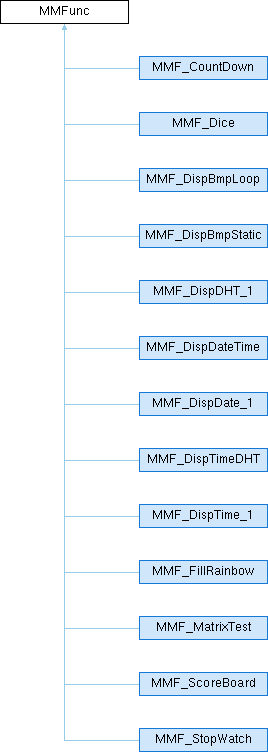 MMFunc
MMF_CountDown
MMF_Dice
MMF_DispBmpLoop
MMF_DispBmpStatic
MMF_DispDHT_1
MMF_DispDateTime
MMF_DispDate_1
MMF_DispTimeDHT
MMF_DispTime_1
MMF_FillRainbow
MMF_MatrixTest
MMF_ScoreBoard
MMF_StopWatch